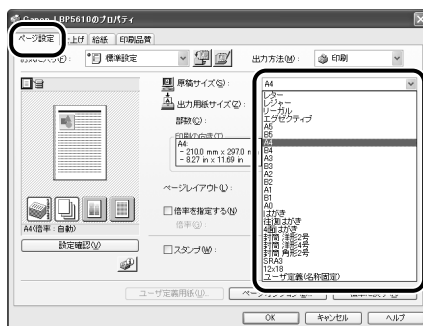 Canon LBP5610のプロパティ
ページ設定
仕上げ
給紙
印刷品質
お気に入り(F):
標準設定
出力方法(M):
印刷
原稿サイズ(S):
A4
出力用紙サイズ(Z):
部数(C):
印刷の向き(T)
A4:
- 210.0 mm x 297.0 m
- 8.27 in x 11.69 in
ページレイアウト(L):
倍率を指定する(N)
倍率(G):
スタンプ(W):
A4(倍率: 自動)
設定確認(V)
レター
レジャー
リーガル
エグゼクティブ
A5
B5
A4
B4
A3
B3
A2
B2
A1
B1
A0
はがき
往復はがき
4面はがき
封筒 洋形2号
封筒 洋形4号
封筒 角形2号
SRA3
12x18
ユーザ定義(名称固定)
ユーザ定義用紙(U)...
OK
キャンセル
ヘルプ